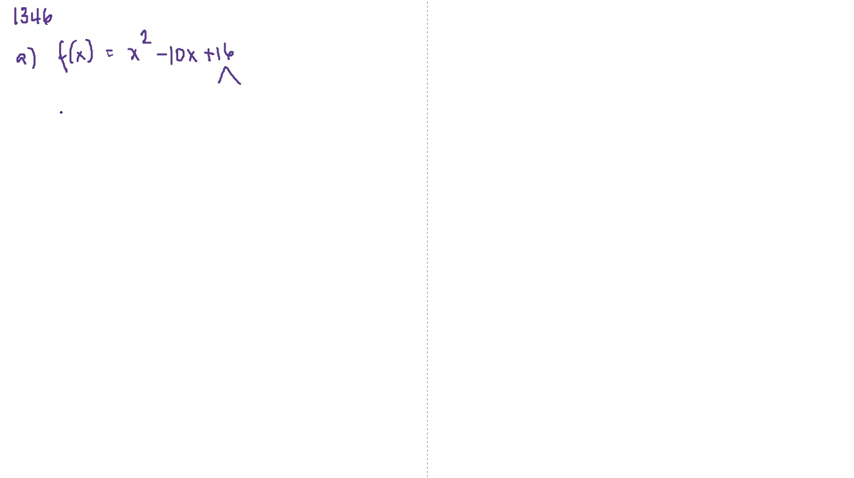 1346
a) f(x) = x² -10x +16